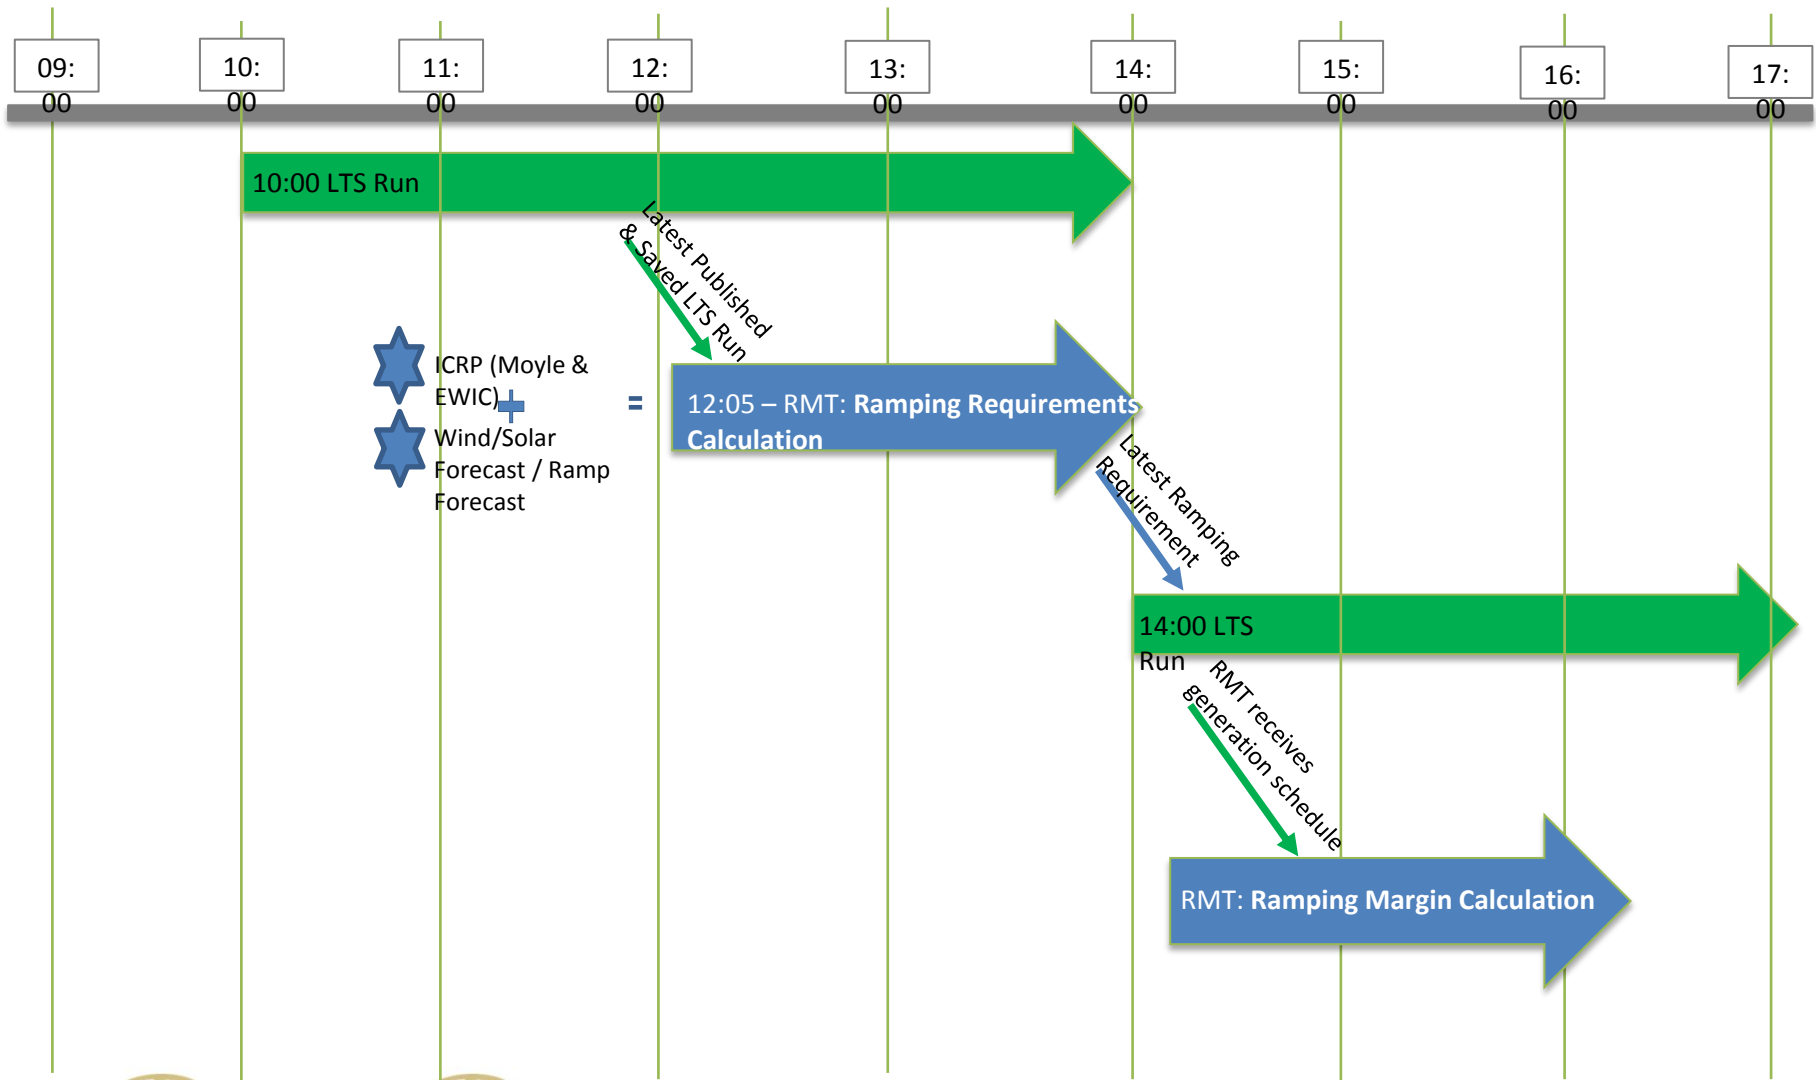 09:
00
10:
00
11:
00
12:
00
13:
00
14:
00
15:
00
16:
00
17:
00
10:00 LTS Run
Latest Published
& Saved LTS Run
ICRP (Moyle &
EWIC)
=
Wind/Solar
Forecast / Ramp
Forecast
12:05 – RMT: Ramping Requirements
Calculation
Latest Ramping
Requirement
14:00 LTS
Run
RMT receives
generation schedule
RMT: Ramping Margin Calculation